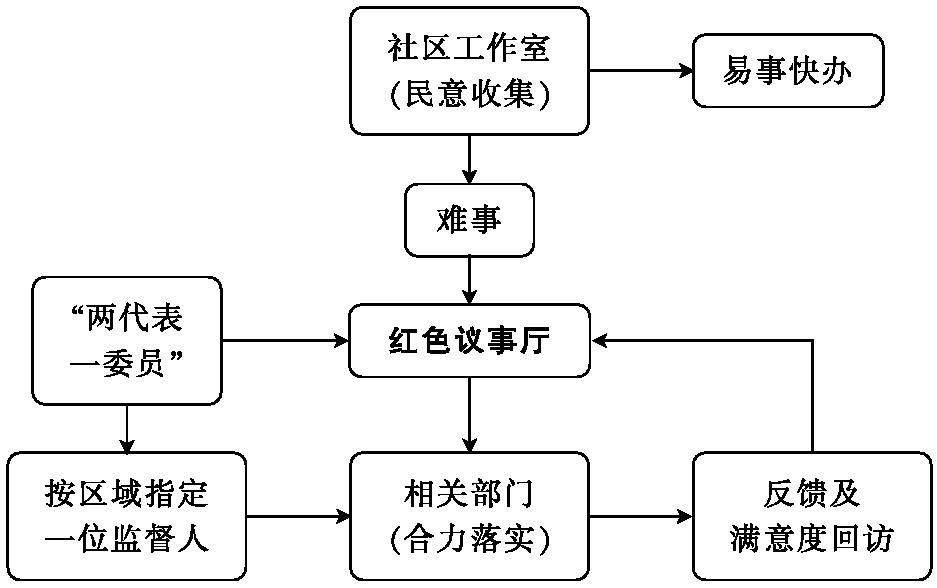 社区工作室
(民意收集)
易事快办
难事
“两代表
一委员”
红色议事厅
按区域指定
一位监督人
相关部门
(合力落实)
反馈及
满意度回访